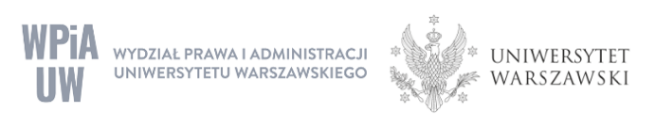 WPiA
UW
WYDZIAŁ PRAWA I ADMINISTRACJI
UNIWERSYTETU WARSZAWSKIEGO
UNIWERSYTET
WARSZAWSKI